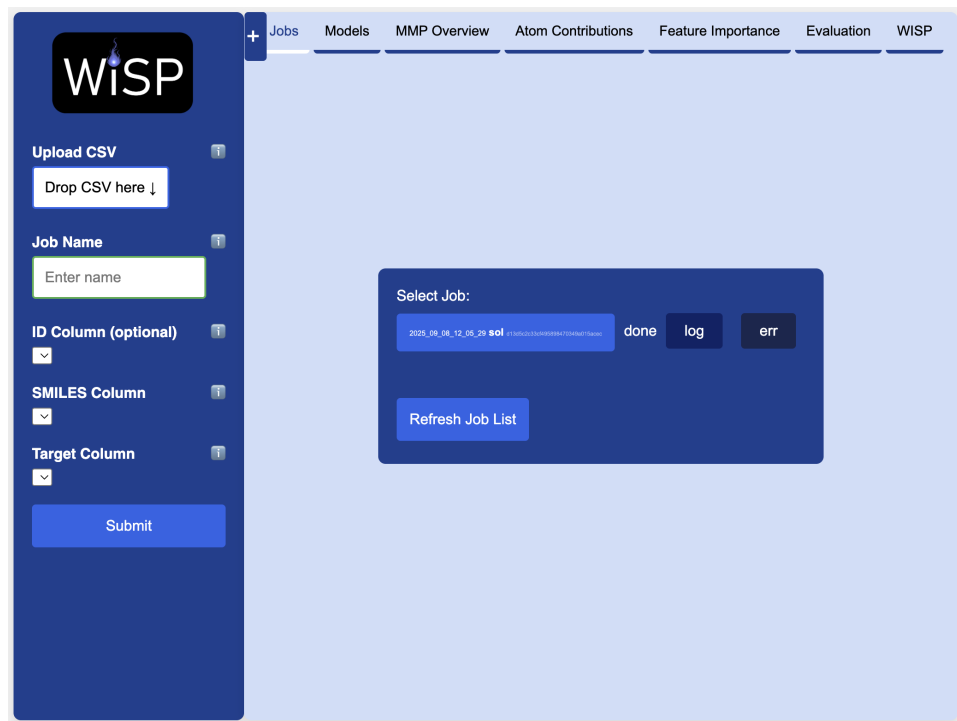 WiSP
Upload CSV
Drop CSV here ↓
Job Name
Enter name
ID Column (optional)
SMILES Column
Target Column
Submit
+
Jobs Models MMP Overview Atom Contributions Feature Importance Evaluation WISP
Select Job:
2025_09_08_12_05_29 sol done log err
Refresh Job List